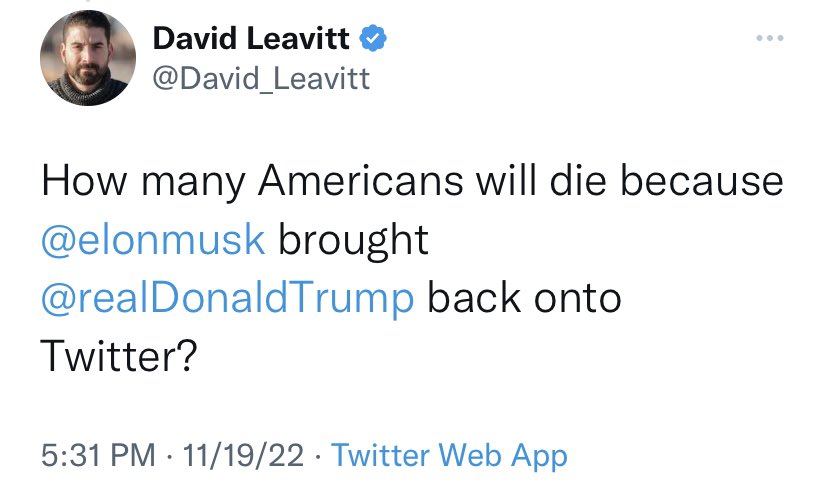 David Leavitt
@David_Leavitt
How many Americans will die because
@elonmusk brought
@realDonaldTrump back onto
Twitter?
5:31 PM · 11/19/22 · Twitter Web App